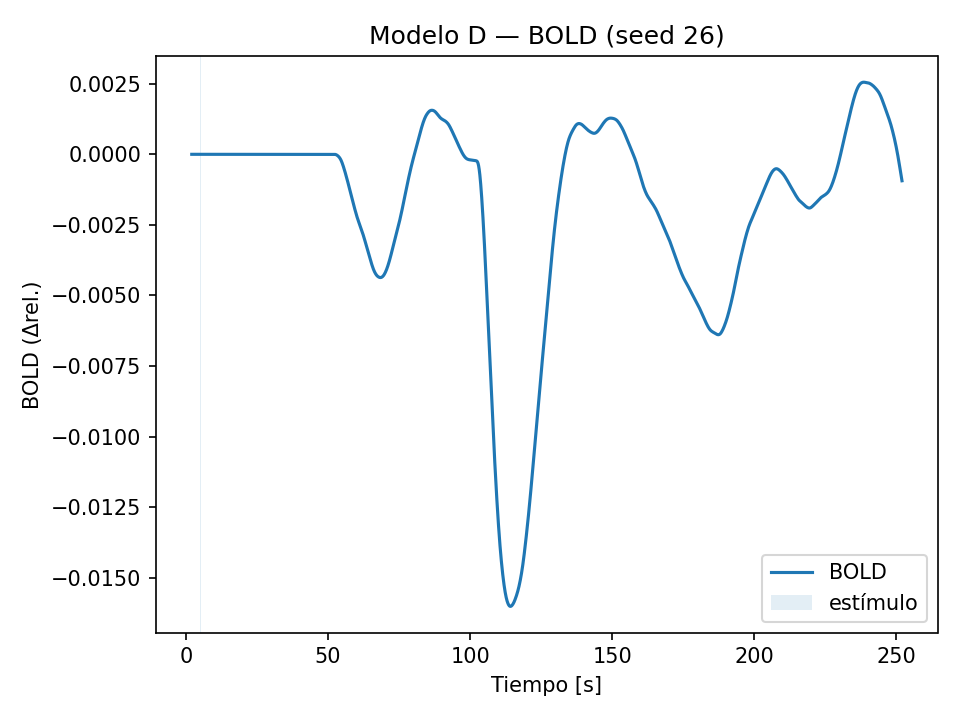 Modelo D — BOLD (seed 26)
0.0025
0.0000
−0.0025
−0.0050
−0.0075
−0.0100
−0.0125
−0.0150
BOLD (Δrel.)
0 50 100 150 200 250
Tiempo [s]
BOLD
estímulo